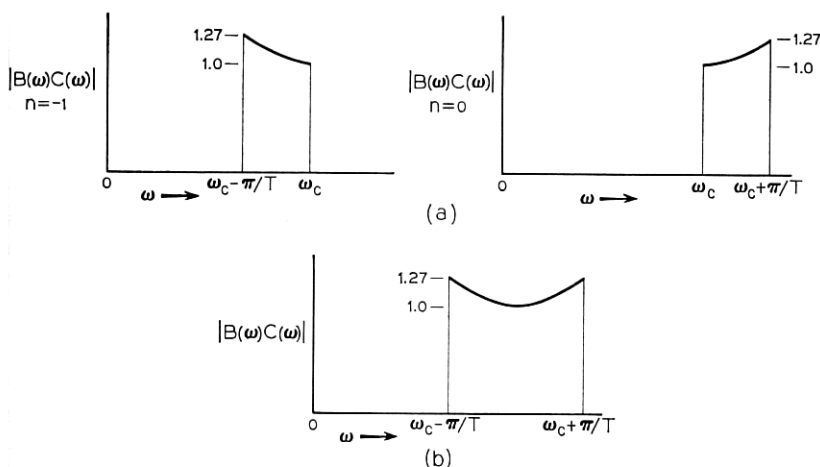 1.27
1.0
|B(ω)C(ω)|
n=-1
0
ω
ω_c-π/T
ω_c
1.27
1.0
|B(ω)C(ω)|
n=0
0
ω
ω_c
ω_c+π/T
(a)
1.27
1.0
|B(ω)C(ω)|
0
ω
ω_c-π/T
ω_c+π/T
(b)